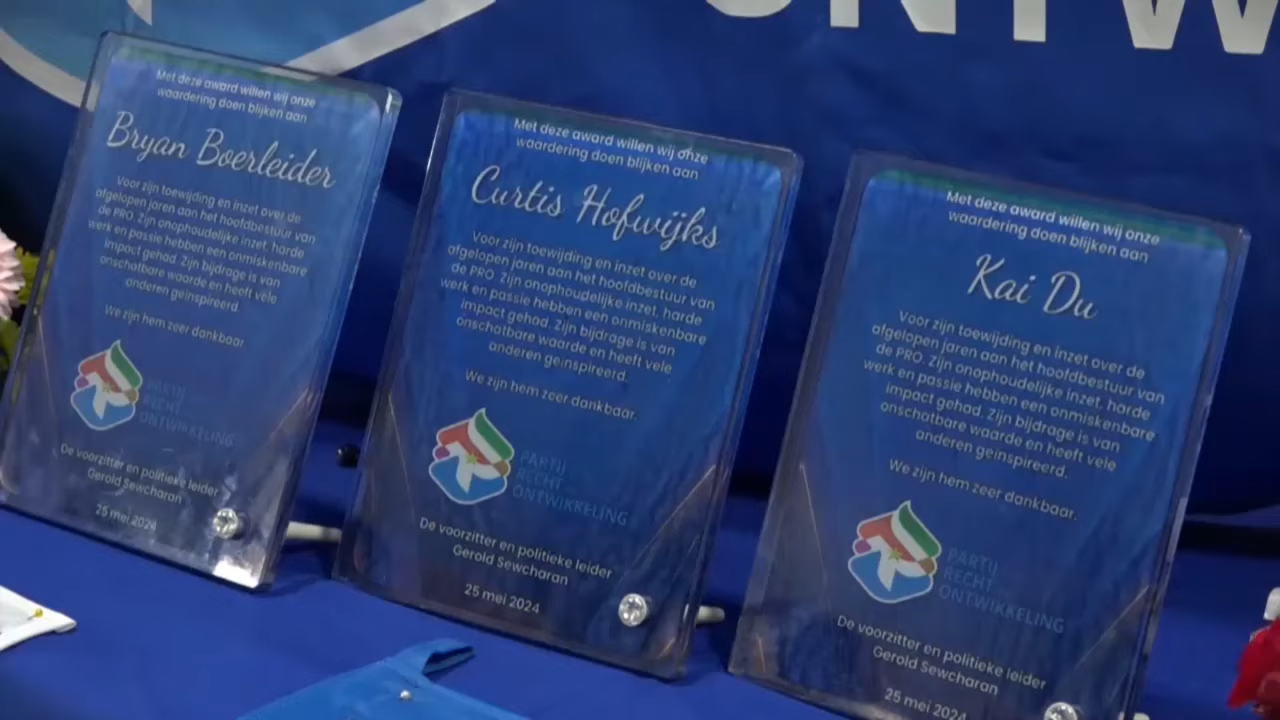 ONTW
Met deze award willen wij onze
waardering doen blijken aan
Bryan Boerleider
Voor zijn toewijding en inzet over de
afgelopen jaren aan het hoofdbestuur van
de PRO. Zijn onophoudelijke inzet, harde
werk en passie hebben een onmiskenbare
impact gehad. Zijn bijdrage is van
onschatbare waarde en heeft vele
anderen geïnspireerd.
We zijn hem zeer dankbaar.
PARTIJ
RECHT
ONTWIKKELING
De voorzitter en politieke leider
Gerold Sewcharan
25 mei 2024
Met deze award willen wij onze
waardering doen blijken aan
Curtis Hofwijks
Voor zijn toewijding en inzet over de
afgelopen jaren aan het hoofdbestuur van
de PRO. Zijn onophoudelijke inzet, harde
werk en passie hebben een onmiskenbare
impact gehad. Zijn bijdrage is van
onschatbare waarde en heeft vele
anderen geïnspireerd.
We zijn hem zeer dankbaar.
PARTIJ
RECHT
ONTWIKKELING
De voorzitter en politieke leider
Gerold Sewcharan
25 mei 2024
Met deze award willen wij onze
waardering doen blijken aan
Kai Du
Voor zijn toewijding en inzet over de
afgelopen jaren aan het hoofdbestuur van
de PRO. Zijn onophoudelijke inzet, harde
werk en passie hebben een onmiskenbare
impact gehad. Zijn bijdrage is van
onschatbare waarde en heeft vele
anderen geïnspireerd.
We zijn hem zeer dankbaar.
PARTIJ
RECHT
ONTWIKKELING
De voorzitter en politieke leider
Gerold Sewcharan
25 mei 2024